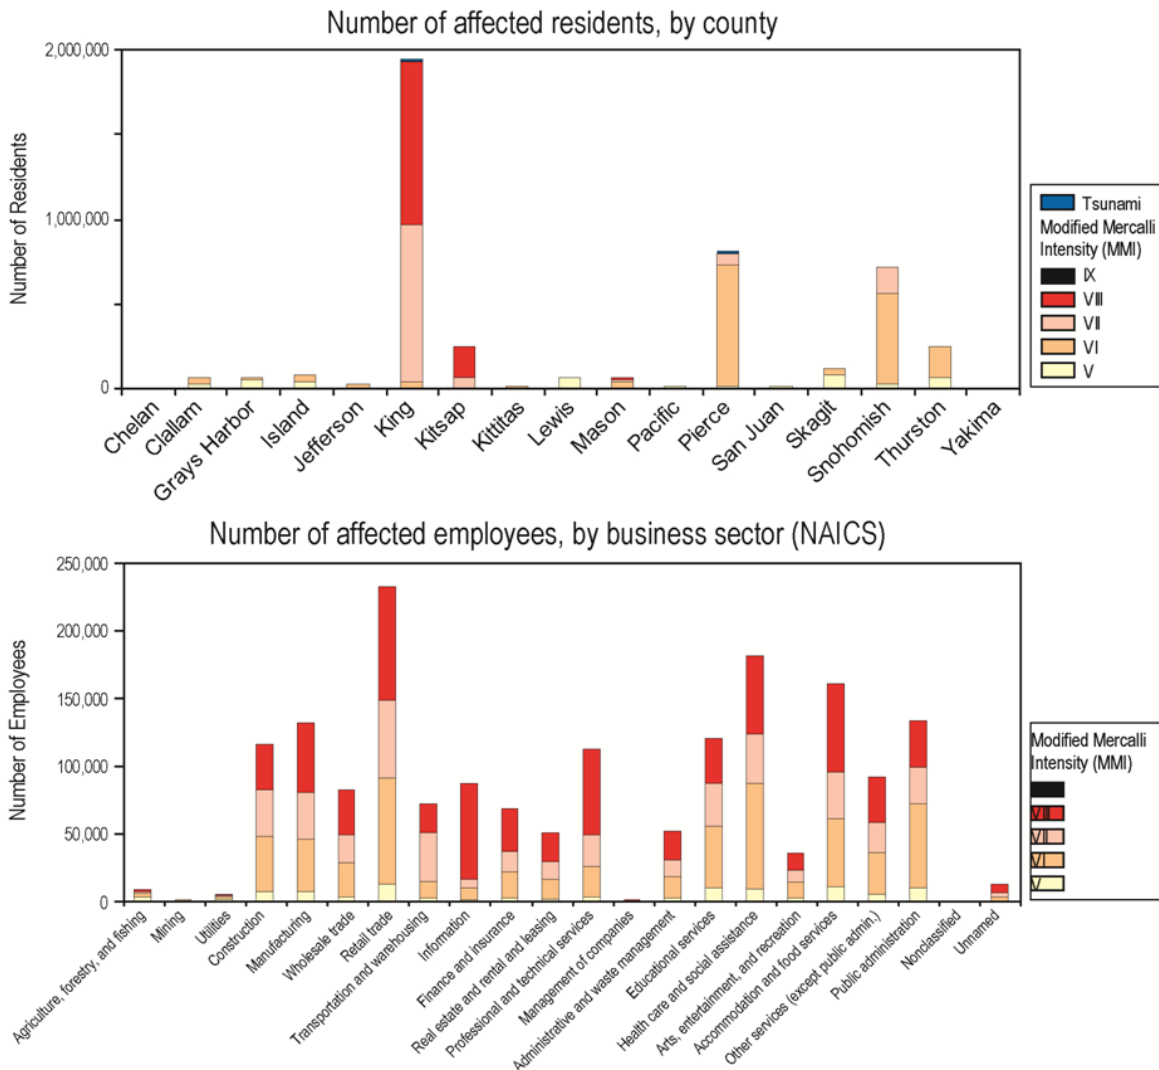 Number of affected residents, by county
2,000,000
1,000,000
0
Number of Residents
Chelan
Clallam
Grays Harbor
Island
Jefferson
King
Kitsap
Kittitas
Lewis
Mason
Pacific
Pierce
San Juan
Skagit
Snohomish
Thurston
Yakima
Tsunami
Modified Mercalli
Intensity (MMI)
IX
VIII
VII
VI
V
Number of affected employees, by business sector (NAICS)
250,000
200,000
150,000
100,000
50,000
0
Number of Employees
Agriculture, forestry, and fishing
Mining
Utilities
Construction
Manufacturing
Wholesale trade
Retail trade
Transportation and warehousing
Information
Finance and insurance
Real estate and rental and leasing
Professional and technical services
Management of companies
Administrative and waste management
Educational services
Health care and social assistance
Arts, entertainment, and recreation
Accommodation and food services
Other services (except public admin.)
Public administration
Nonclassified
Unnamed
Modified Mercalli
Intensity (MMI)
VIII
VII
VI
V